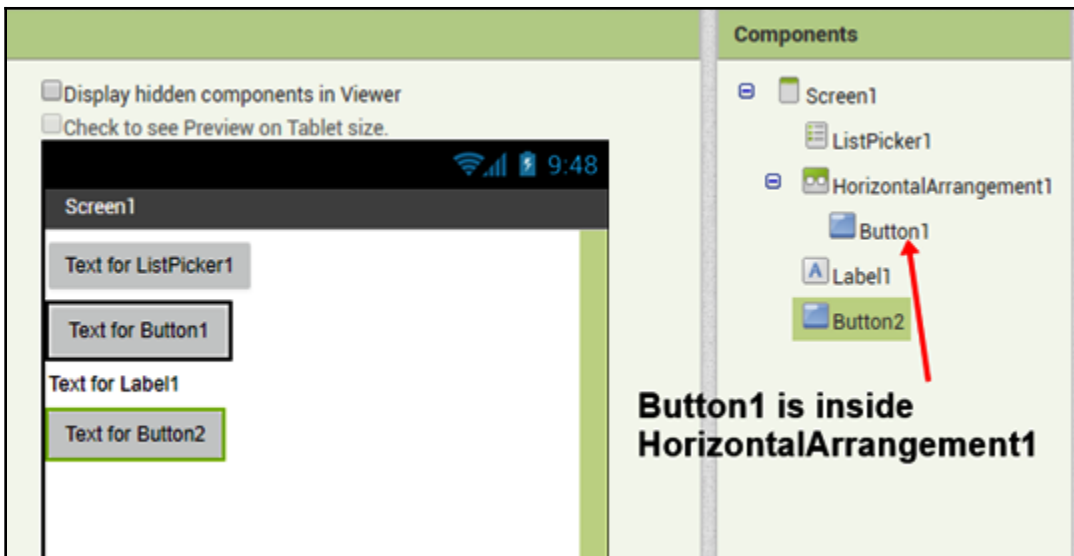 Components
Display hidden components in Viewer
Check to see Preview on Tablet size.
9:48
Screen1
Text for ListPicker1
Text for Button1
Text for Label1
Text for Button2
Screen1
ListPicker1
HorizontalArrangement1
Button1
A Label1
Button2
Button1 is inside
HorizontalArrangement1